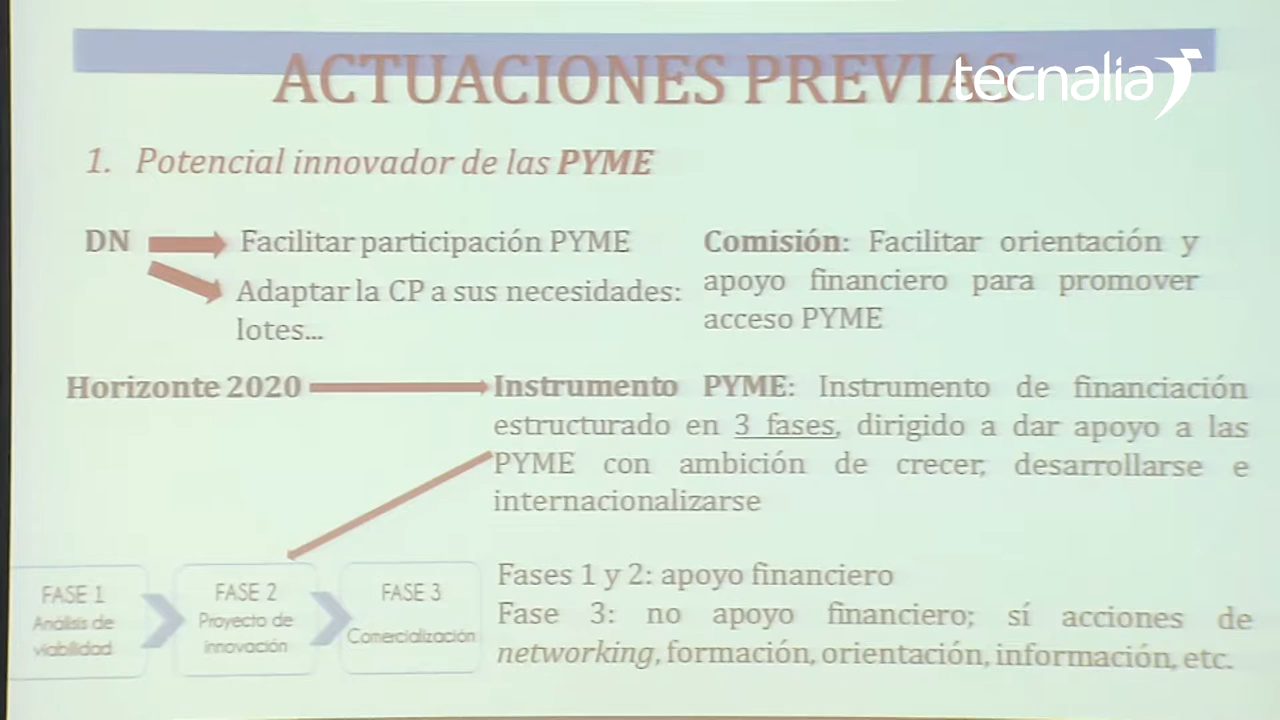 ACTUACIONES PREVIAS
tecnalia
1. Potencial innovador de las PYME
DN
Facilitar participación PYME
Adaptar la CP a sus necesidades:
lotes...
Comisión: Facilitar orientación y
apoyo financiero para promover
acceso PYME
Horizonte 2020
Instrumento PYME: Instrumento de financiación
estructurado en 3 fases, dirigido a dar apoyo a las
PYME con ambición de crecer, desarrollarse e
internacionalizarse
FASE 1
Análisis de
viabilidad
FASE 2
Proyecto de
innovación
FASE 3
Comercialización
Fases 1 y 2: apoyo financiero
Fase 3: no apoyo financiero; sí acciones de
networking, formación, orientación, información, etc.